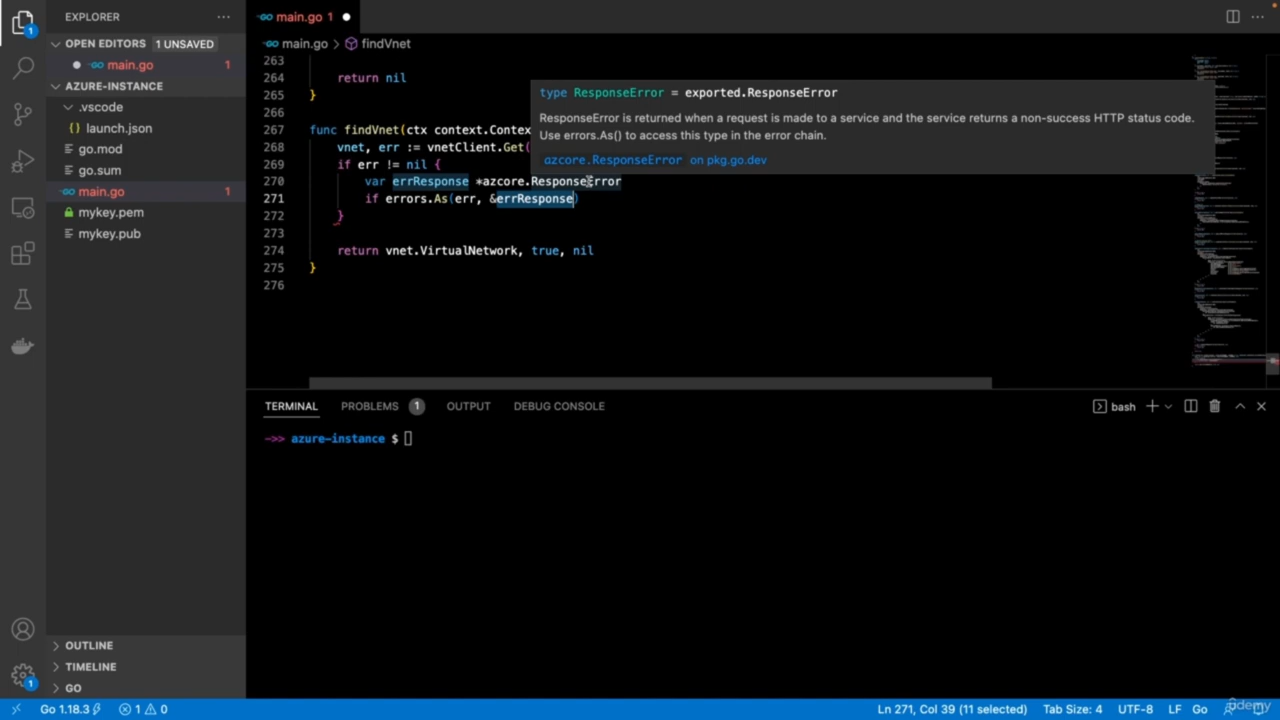 EXPLORER
OPEN EDITORS 1 UNSAVED
main.go 1
AZURE-INSTANCE
.vscode
launch.json
go.mod
go.sum
main.go 1
mykey.pem
mykey.pub
OUTLINE
TIMELINE
GO
1
1
main.go 1
main.go > findVnet
263
264 return nil
265 }
266
267 func findVnet(ctx context.Contex
268 vnet, err := vnetClient.Get(
269 if err != nil {
270 var errResponse *azcore.ResponseError
271 if errors.As(err, &errResponse)
272 }
273
274 return vnet.VirtualNetwork, true, nil
275 }
276
type ResponseError = exported.ResponseError
ResponseError is returned when a request is made to a service and the service returns a non-success HTTP status code.
Use errors.As() to access this type in the error chain.
azcore.ResponseError on pkg.go.dev
TERMINAL PROBLEMS 1 OUTPUT DEBUG CONSOLE bash
->> azure-instance $
Go 1.18.3 1 0 Ln 271, Col 39 (11 selected) Tab Size: 4 UTF-8 LF Go
udemy